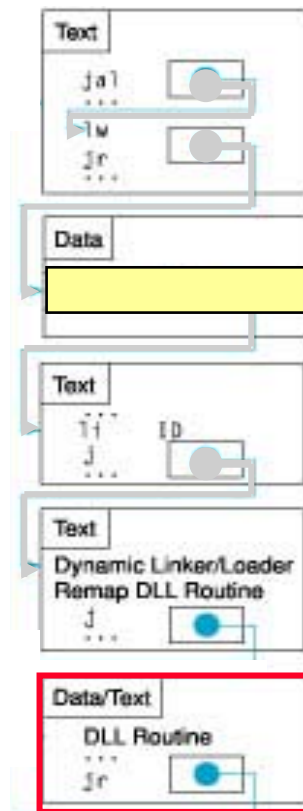 Text
jal
...
lw
jr
...
Data
Text
...
li ID
j
...
Text
Dynamic Linker/Loader
Remap DLL Routine
j
...
Data/Text
DLL Routine
...
jr